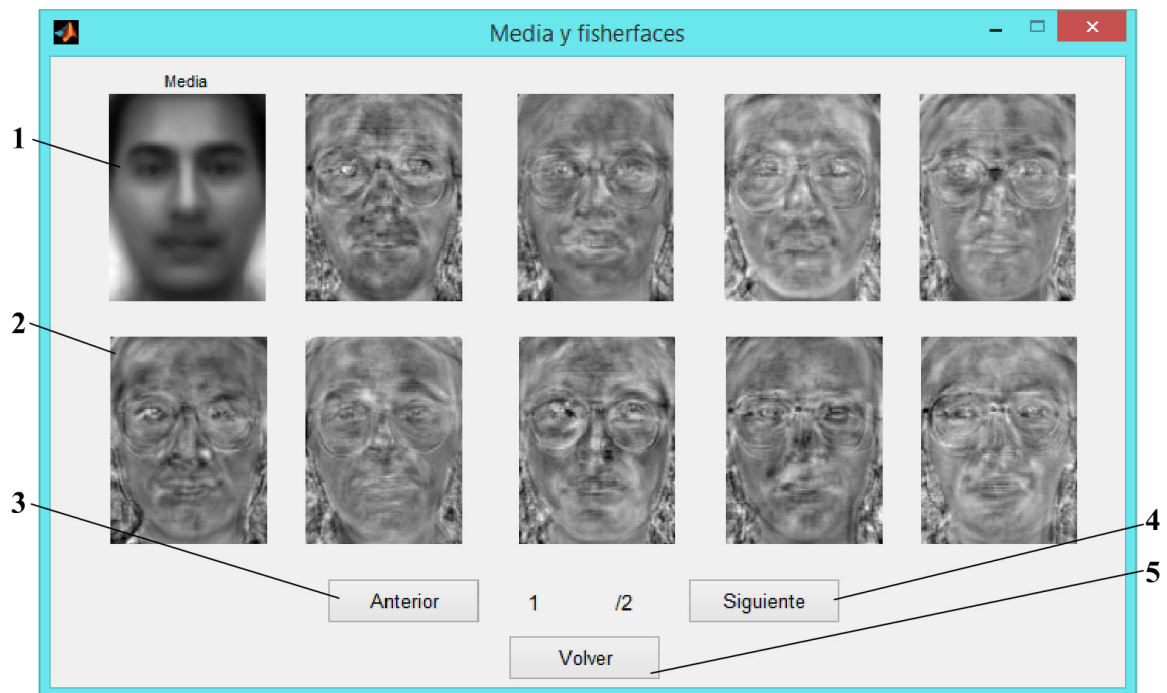 Media y fisherfaces
Media
1
2
3
4
5
Anterior
1 /2
Siguiente
Volver